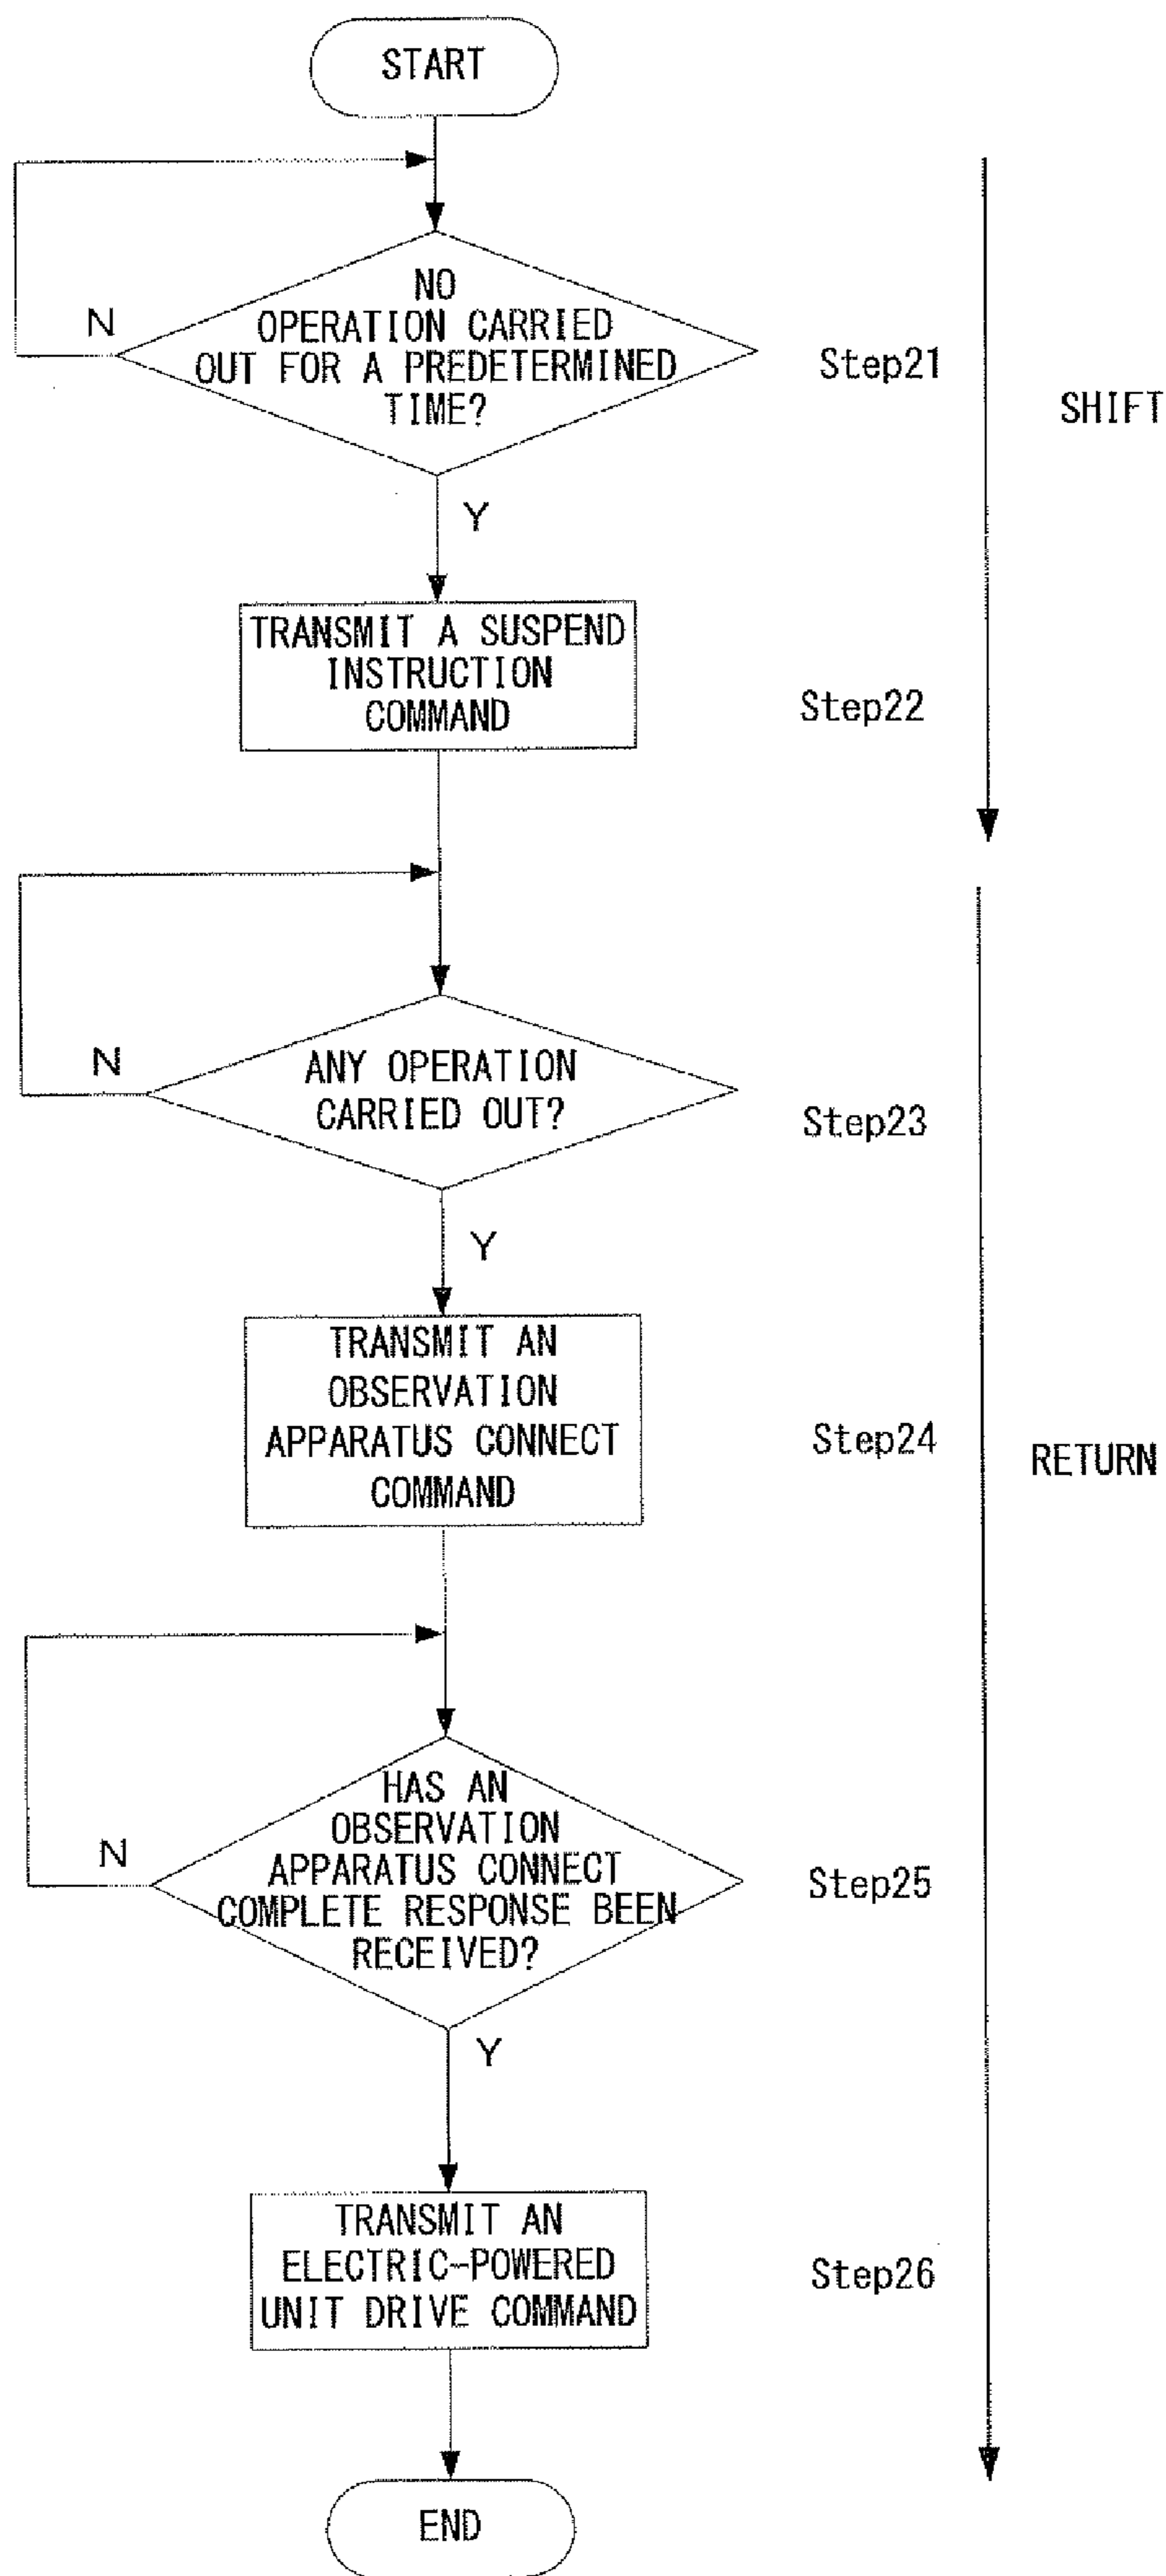 START
N
NO
OPERATION CARRIED
OUT FOR A PREDETERMINED
TIME?
Step21
SHIFT
Y
TRANSMIT A SUSPEND
INSTRUCTION
COMMAND
Step22
N
ANY OPERATION
CARRIED OUT?
Step23
Y
TRANSMIT AN
OBSERVATION
APPARATUS CONNECT
COMMAND
Step24
RETURN
N
HAS AN
OBSERVATION
APPARATUS CONNECT
COMPLETE RESPONSE BEEN
RECEIVED?
Step25
Y
TRANSMIT AN
ELECTRIC-POWERED
UNIT DRIVE COMMAND
Step26
END